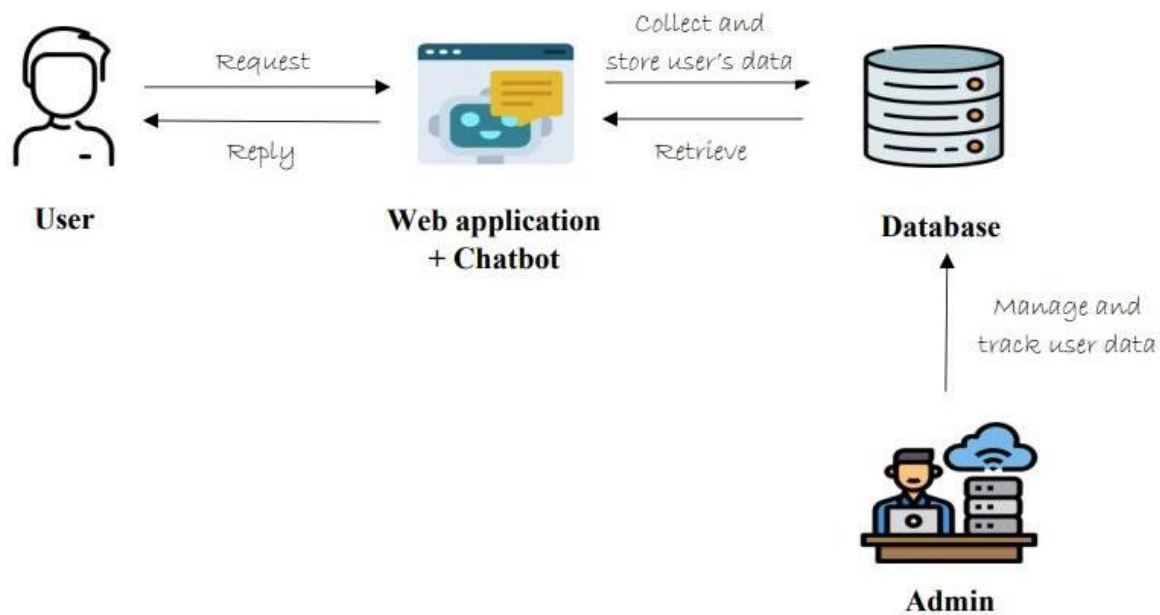 Request
Reply
Collect and
store user's data
Retrieve
User
Web application
+ Chatbot
Database
Manage and
track user data
Admin